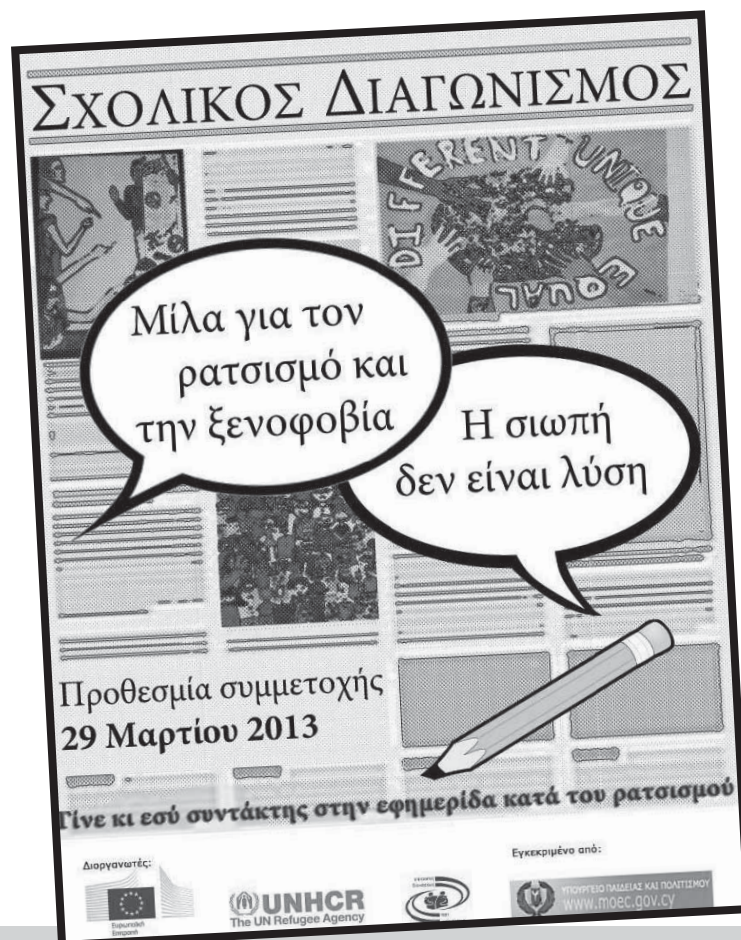 ΣΧΟΛΙΚΟΣ ΔΙΑΓΩΝΙΣΜΟΣ
DIFFERENT UNIQUE
EQUAL
Μίλα για τον
ρατσισμό και
την ξενοφοβία
Η σιωπή
δεν είναι λύση
Προθεσμία συμμετοχής
29 Μαρτίου 2013
Γίνε κι εσύ συντάκτης στην εφημερίδα κατά του ρατσισμού
Διοργανωτές:
Εγκεκριμένο από:
Ευρωπαϊκή
Επιτροπή
UNHCR
The UN Refugee Agency
ΥΠΟΥΡΓΕΙΟ ΠΑΙΔΕΙΑΣ ΚΑΙ ΠΟΛΙΤΙΣΜΟΥ
www.moec.gov.cy